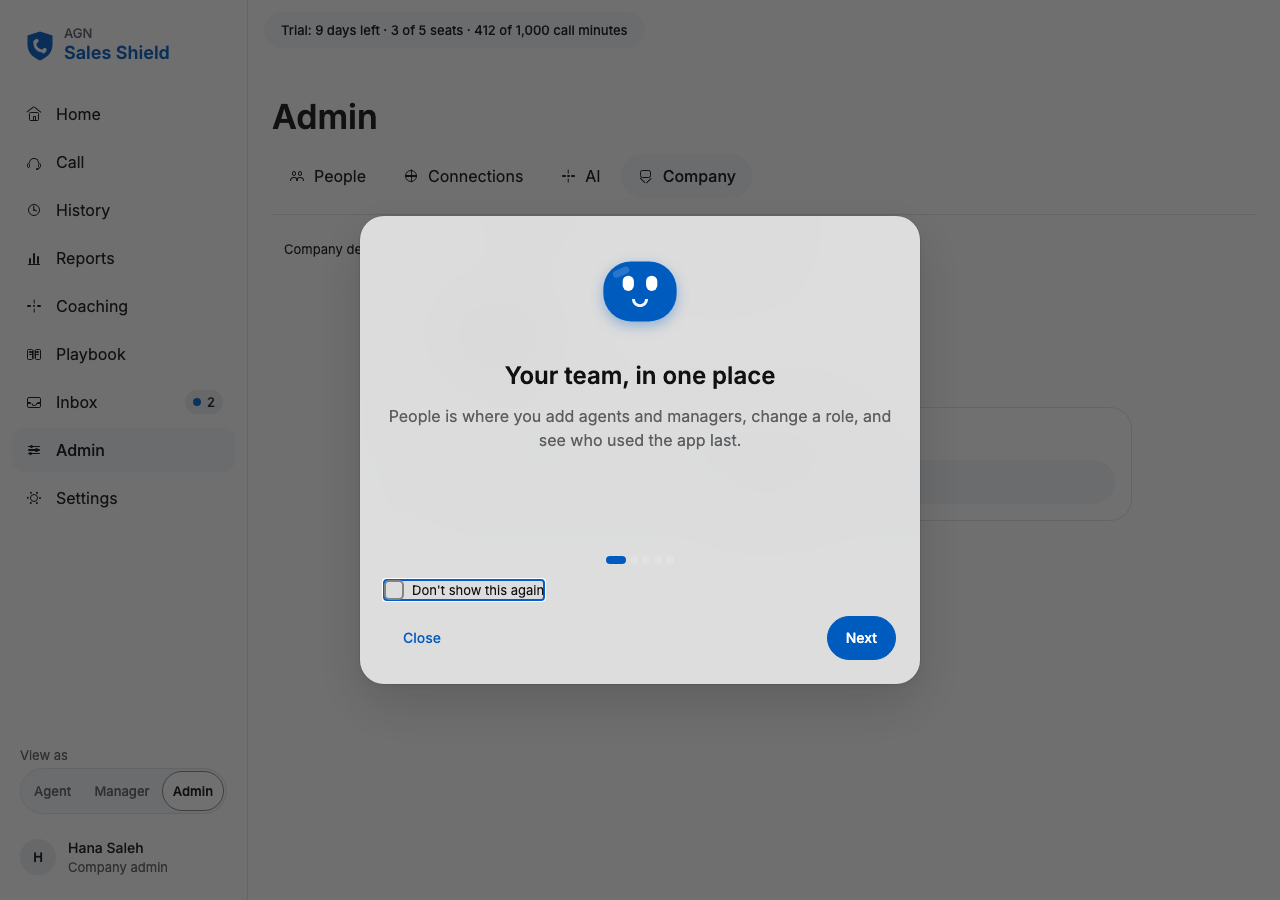 AGN
Sales Shield
Trial: 9 days left · 3 of 5 seats · 412 of 1,000 call minutes
Home
Call
History
Reports
Coaching
Playbook
Inbox 2
Admin
Settings
Admin
People Connections AI Company
Company de
Your team, in one place
People is where you add agents and managers, change a role, and
see who used the app last.
Don't show this again
Close Next
View as
Agent Manager Admin
H
Hana Saleh
Company admin